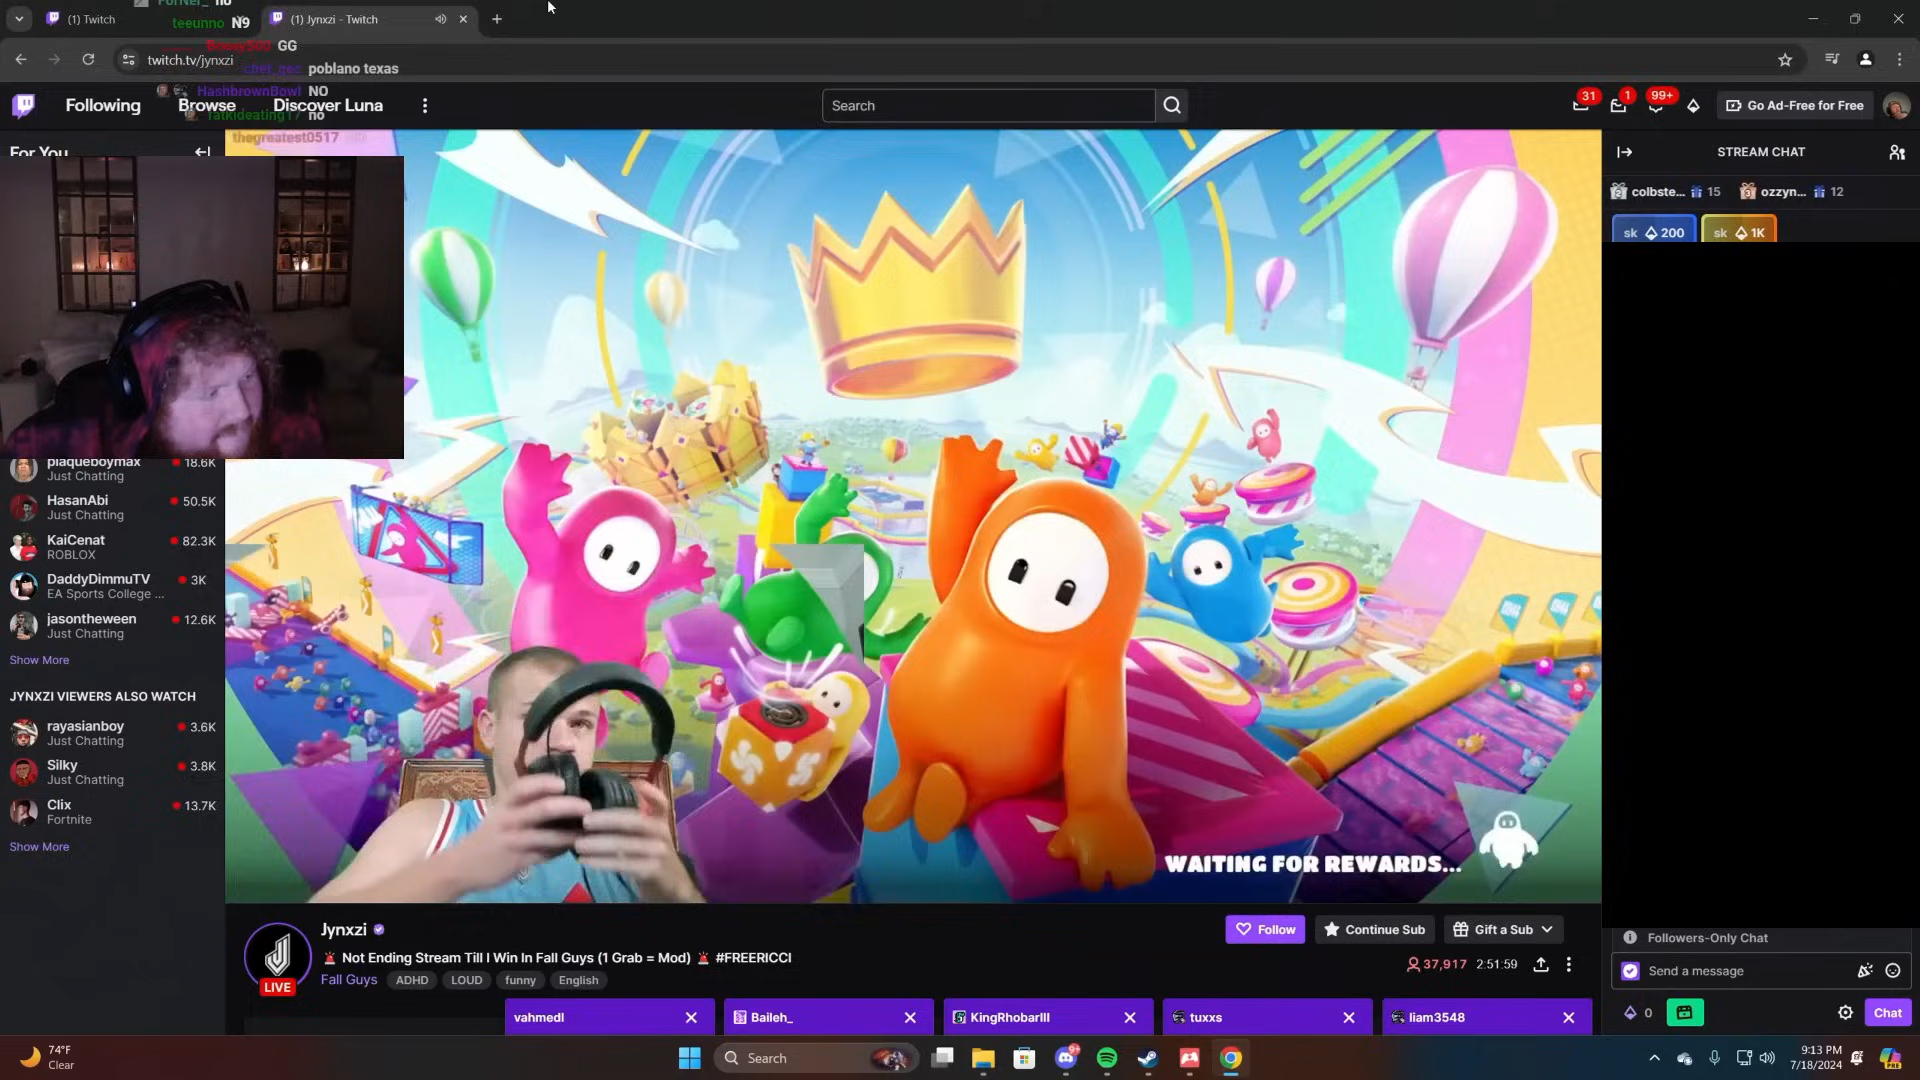 (1) Twitch
(1) Jynxzi - Twitch
no
teeunno N9
GG
twitch.tv/jynxzi
poblano texas
HashbrownBowl NO
fatkideating17 no
thegreatest0517
Following
Browse
Discover Luna
Search
31
1
99+
Go Ad-Free for Free
For You
plaqueboymax 18.6K
Just Chatting
HasanAbi 50.5K
Just Chatting
KaiCenat 82.3K
ROBLOX
DaddyDimmuTV 3K
EA Sports College ...
jasontheween 12.6K
Just Chatting
Show More
JYNXZI VIEWERS ALSO WATCH
rayasianboy 3.6K
Just Chatting
Silky 3.8K
Just Chatting
Clix 13.7K
Fortnite
Show More
WAITING FOR REWARDS...
LIVE
Jynxzi
Follow
Continue Sub
Gift a Sub
Not Ending Stream Till I Win In Fall Guys (1 Grab = Mod) #FREERICCI
37,917 2:51:59
Fall Guys ADHD LOUD funny English
vahmedl
Baileh_
tuxxs
liam3548
STREAM CHAT
colbste... 15 ozzyn... 12
sk 200 sk 1K
Followers-Only Chat
Send a message
0
Chat
74°F
Clear
Search
9+
9:13 PM
7/18/2024